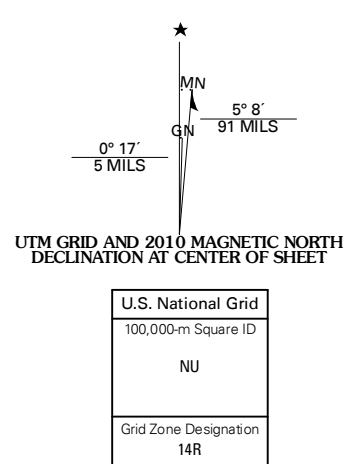 ★
MN
5° 8´
91 MILS
GN
0° 17´
5 MILS
UTM GRID AND 2010 MAGNETIC NORTH
DECLINATION AT CENTER OF SHEET
U.S. National Grid
100,000-m Square ID
NU
Grid Zone Designation
14R